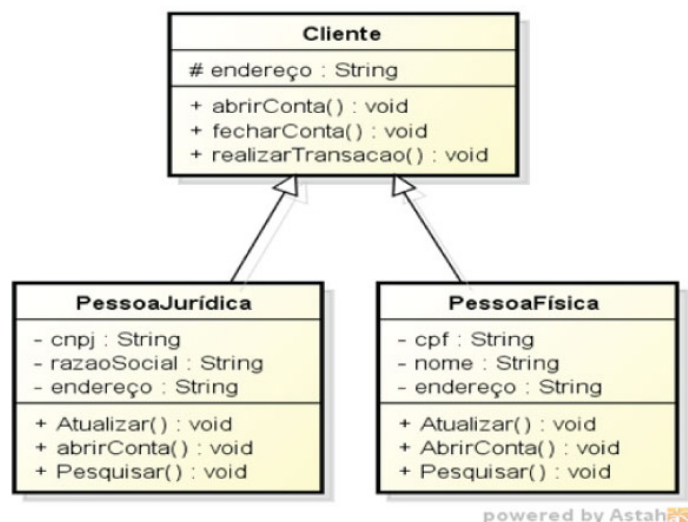 Cliente
# endereço : String
+ abrirConta() : void
+ fecharConta() : void
+ realizarTransacao() : void
PessoaJurídica
- cnpj : String
- razaoSocial : String
- endereço : String
+ Atualizar() : void
+ abrirConta() : void
+ Pesquisar() : void
PessoaFísica
- cpf : String
- nome : String
- endereço : String
+ Atualizar() : void
+ AbrirConta() : void
+ Pesquisar() : void
powered by Astah